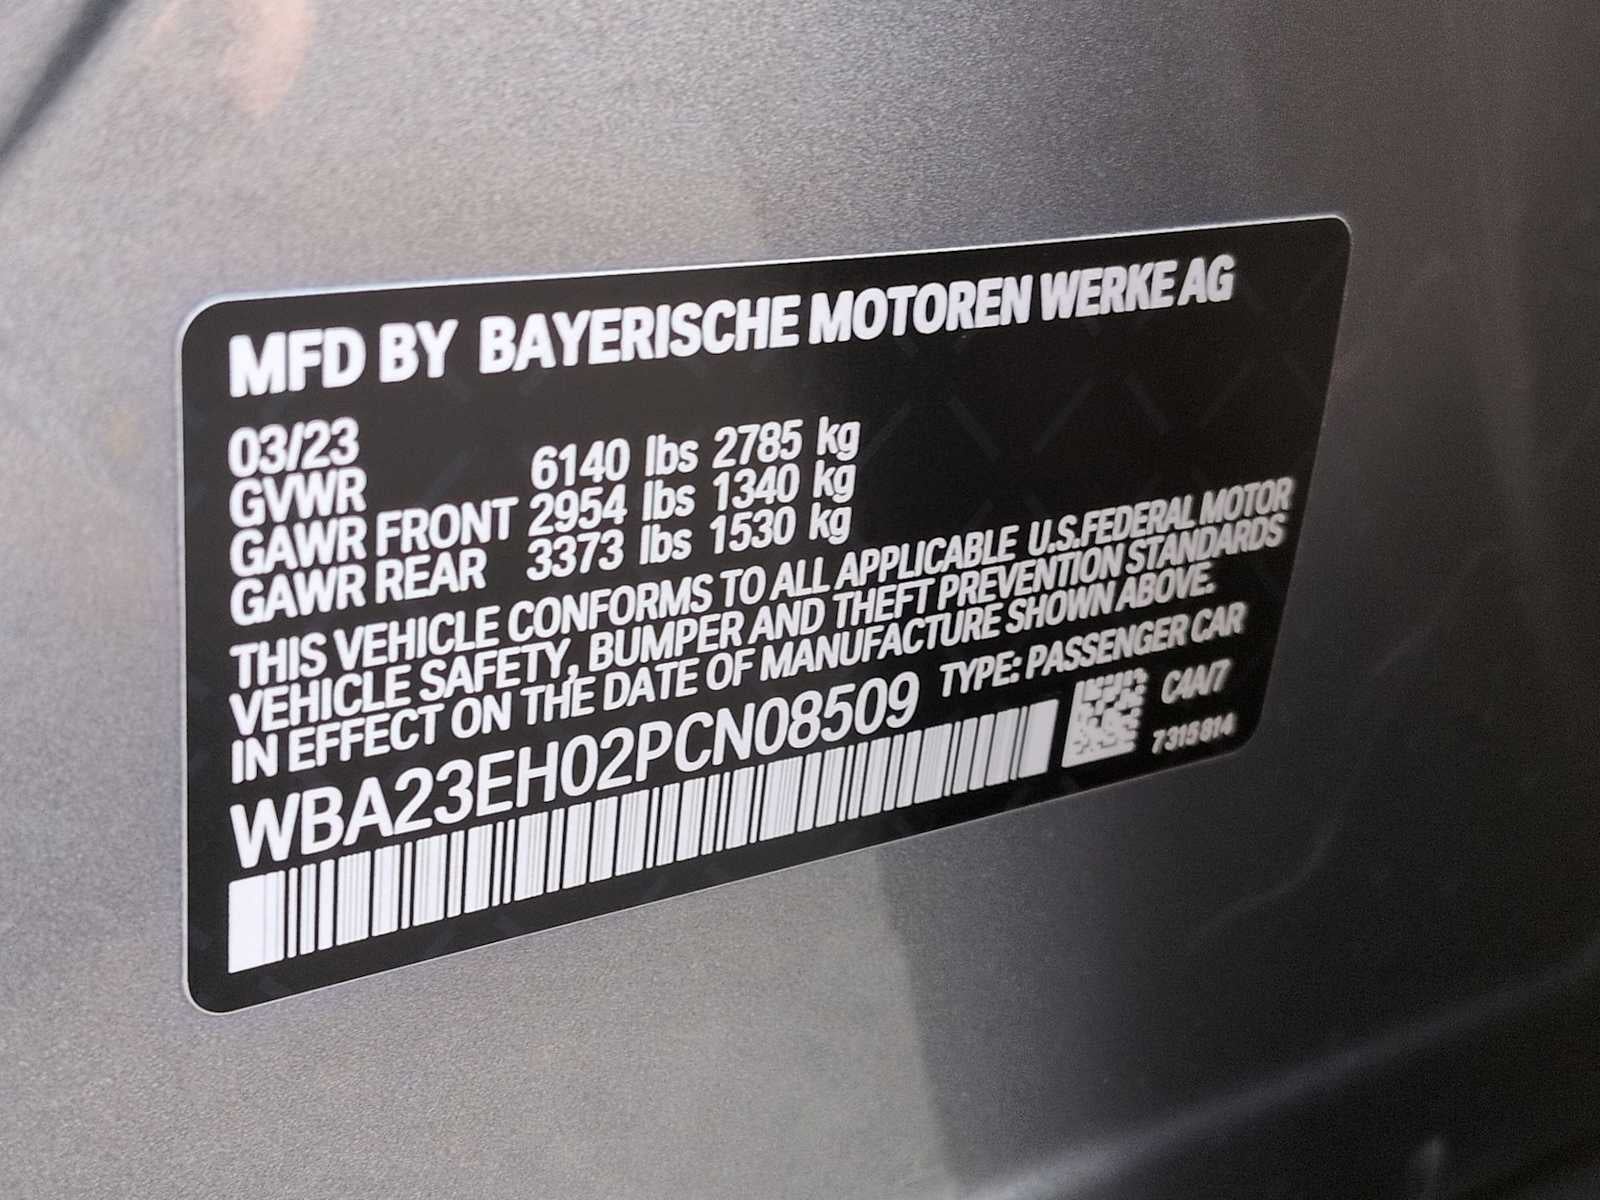 MFD BY BAYERISCHE MOTOREN WERKE AG
03/23
GVWR 6140 lbs 2785 kg
GAWR FRONT 2954 lbs 1340 kg
GAWR REAR 3373 lbs 1530 kg
THIS VEHICLE CONFORMS TO ALL APPLICABLE U.S.FEDERAL MOTOR
VEHICLE SAFETY, BUMPER AND THEFT PREVENTION STANDARDS
IN EFFECT ON THE DATE OF MANUFACTURE SHOWN ABOVE.
WBA23EH02PCN08509 TYPE: PASSENGER CAR
C4A/7
7315814